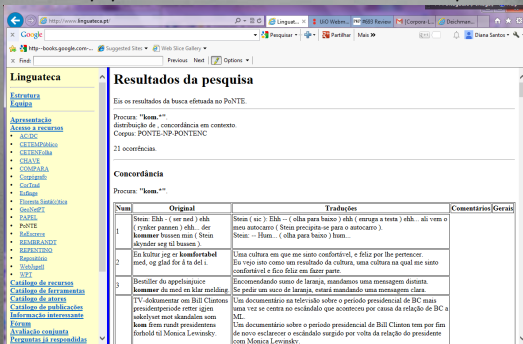 http://www.linguateca.pt/
Linguat...
UiO Webm...
#683 Review
[Corpora-L...
Deichman...
Google
Pesquisar
Partilhar
Mais »
Diana Santos
http--books.google.com-...
Suggested Sites
Web Slice Gallery
Find:
Previous Next Options
Linguateca
Estrutura
Equipa
Apresentação
Acesso a recursos
AC/DC
CETEMPúblico
CETENFolha
CHAVE
COMPARA
Corpógrafo
CorTrad
Esfinge
Floresta Sintá(c)tica
GeoNetPT
PAPEL
PoNTE
ReEscreve
REMBRANDT
REPENTINO
Repositório
WebJspell
WPT
Catálogo de recursos
Catálogo de ferramentas
Catálogo de atores
Catálogo de publicações
Informação interessante
Fórum
Avaliação conjunta
Perguntas já respondidas
Resultados da pesquisa
Eis os resultados da busca efetuada no PoNTE.
Procura: "kom.*".
distribuição de , concordância em contexto.
Corpus: PONTE-NP-PONTENC
21 ocorrências.
Concordância
Procura: "kom.*".
Num Original Traduções Comentários Gerais
1
Stein: Ehh - ( ser ned ) ehh
( rynker pannen ) ehh... der
kommer bussen min ( Stein
skynder seg til bussen ).
Stein ( sic ): Ehh -- ( olha para baixo ) ehh ( enruga a testa ) ehh... ali vem o
meu autocarro ( Stein precipita-se para o autocarro ).
Stein: -- Hum... ( olha para baixo ) hum...
2
En kultur jeg er komfortabel
med, og glad for å ta del i.
Uma cultura em que me sinto confortável, e feliz por lhe pertencer.
Eu vejo isto como um resultado da cultura, uma cultura na qual me sinto
confortável e fico feliz em fazer parte.
3
Bestiller du appelsinjuice
kommer du med en klar melding.
Encomendando sumo de laranja, mandamos uma mensagem distinta.
Se pedir um suco de laranja, estará mandando uma mensagem clara.
4
TV-dokumentar om Bill Clintons
presidentperiode retter igjen
søkelyset mot skandalen som
kom frem rundt presidentens
forhold til Monica Lewinsky.
Um documentário na televisão sobre o período presidencial de BC mais
uma vez se centra no escândalo que aconteceu por causa da relação de BC a
ML.
Um documentário sobre o período presidencial de Bill Clinton tem por fim
de novo esclarecer o escândalo surgido por volta da relação do presidente
com Monica Lewinsky.